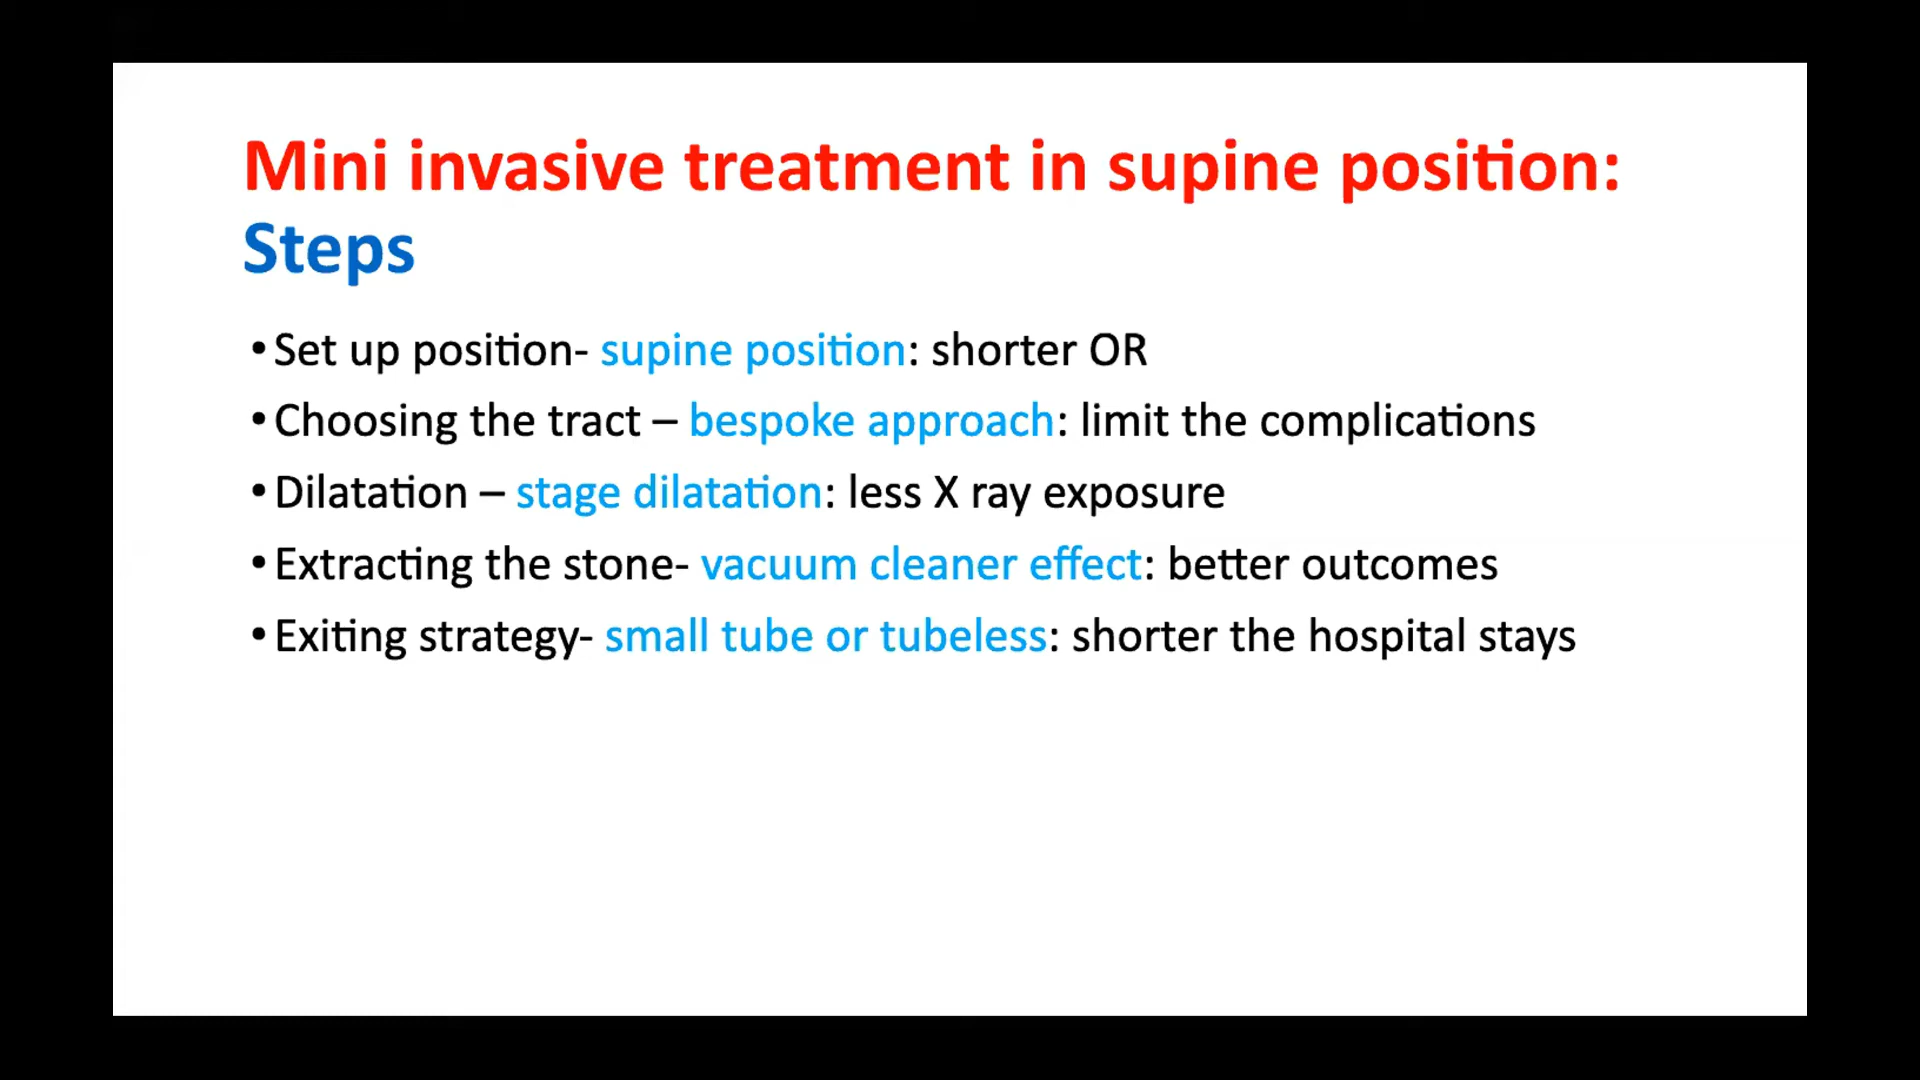 Mini invasive treatment in supine position:
Steps
•Set up position- supine position: shorter OR
•Choosing the tract – bespoke approach: limit the complications
•Dilatation – stage dilatation: less X ray exposure
•Extracting the stone- vacuum cleaner effect: better outcomes
•Exiting strategy- small tube or tubeless: shorter the hospital stays